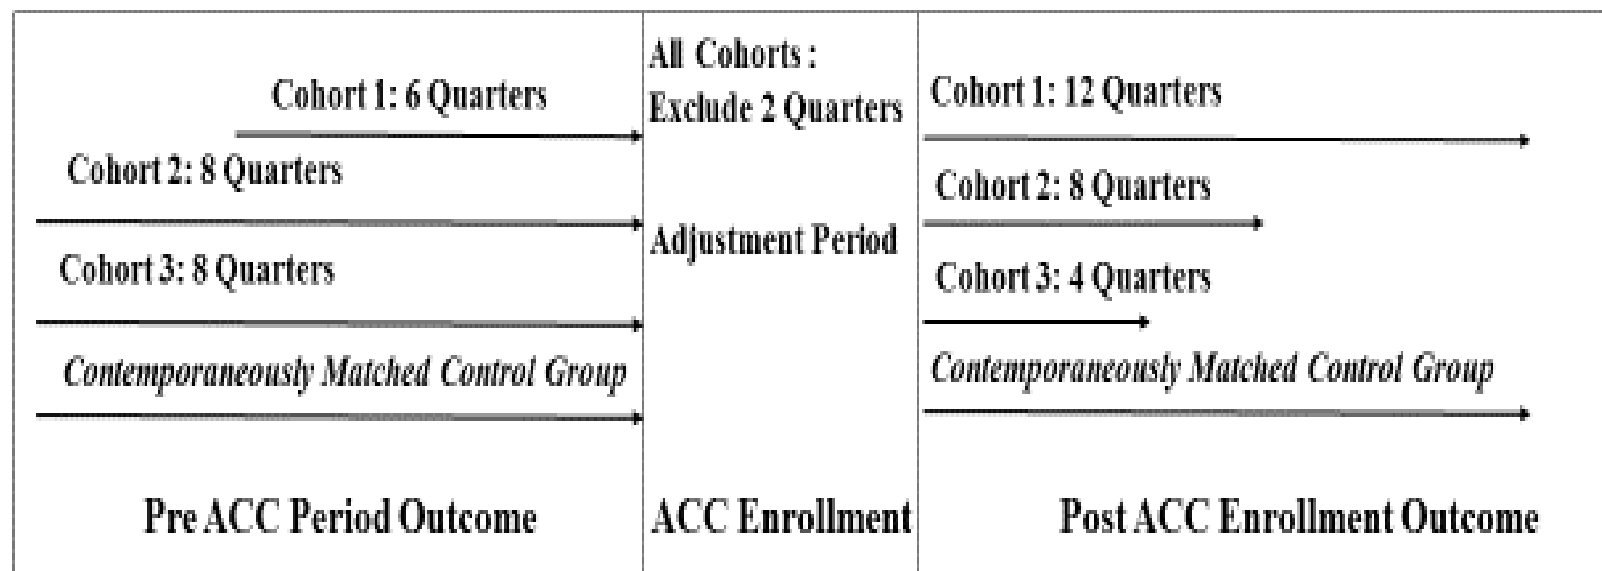 Cohort 1: 6 Quarters
Cohort 2: 8 Quarters
Cohort 3: 8 Quarters
Contemporaneously Matched Control Group
Pre ACC Period Outcome
All Cohorts :
Exclude 2 Quarters
Adjustment Period
ACC Enrollment
Cohort 1: 12 Quarters
Cohort 2: 8 Quarters
Cohort 3: 4 Quarters
Contemporaneously Matched Control Group
Post ACC Enrollment Outcome